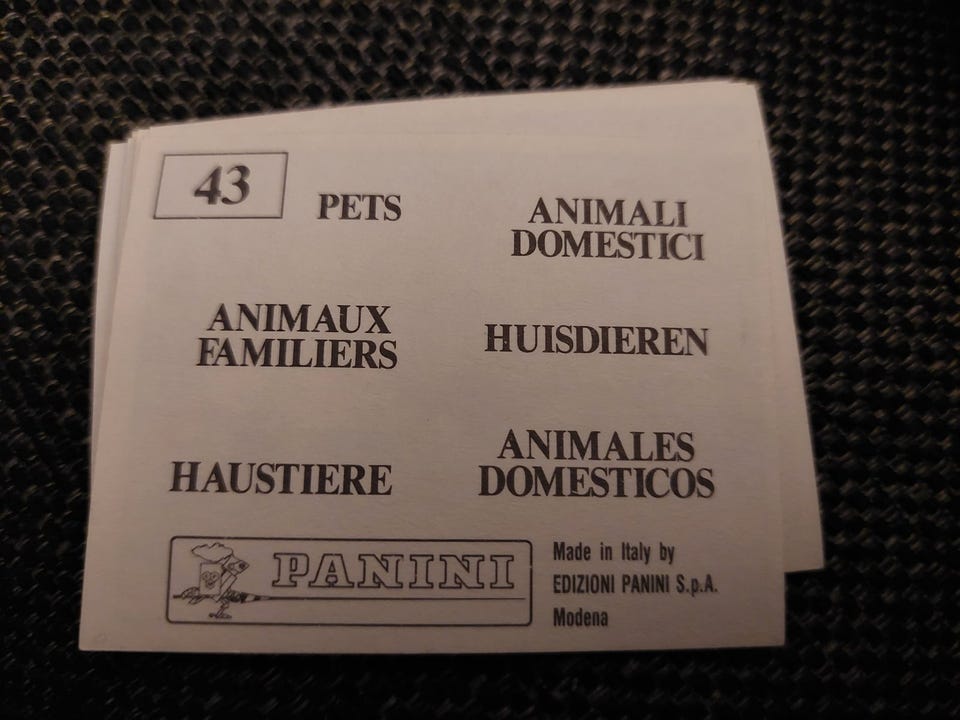 43
PETS
ANIMALI
DOMESTICI
ANIMAUX
FAMILIERS
HUISDIEREN
HAUSTIERE
ANIMALES
DOMESTICOS
PANINI
Made in Italy by
EDIZIONI PANINI S.p.A.
Modena